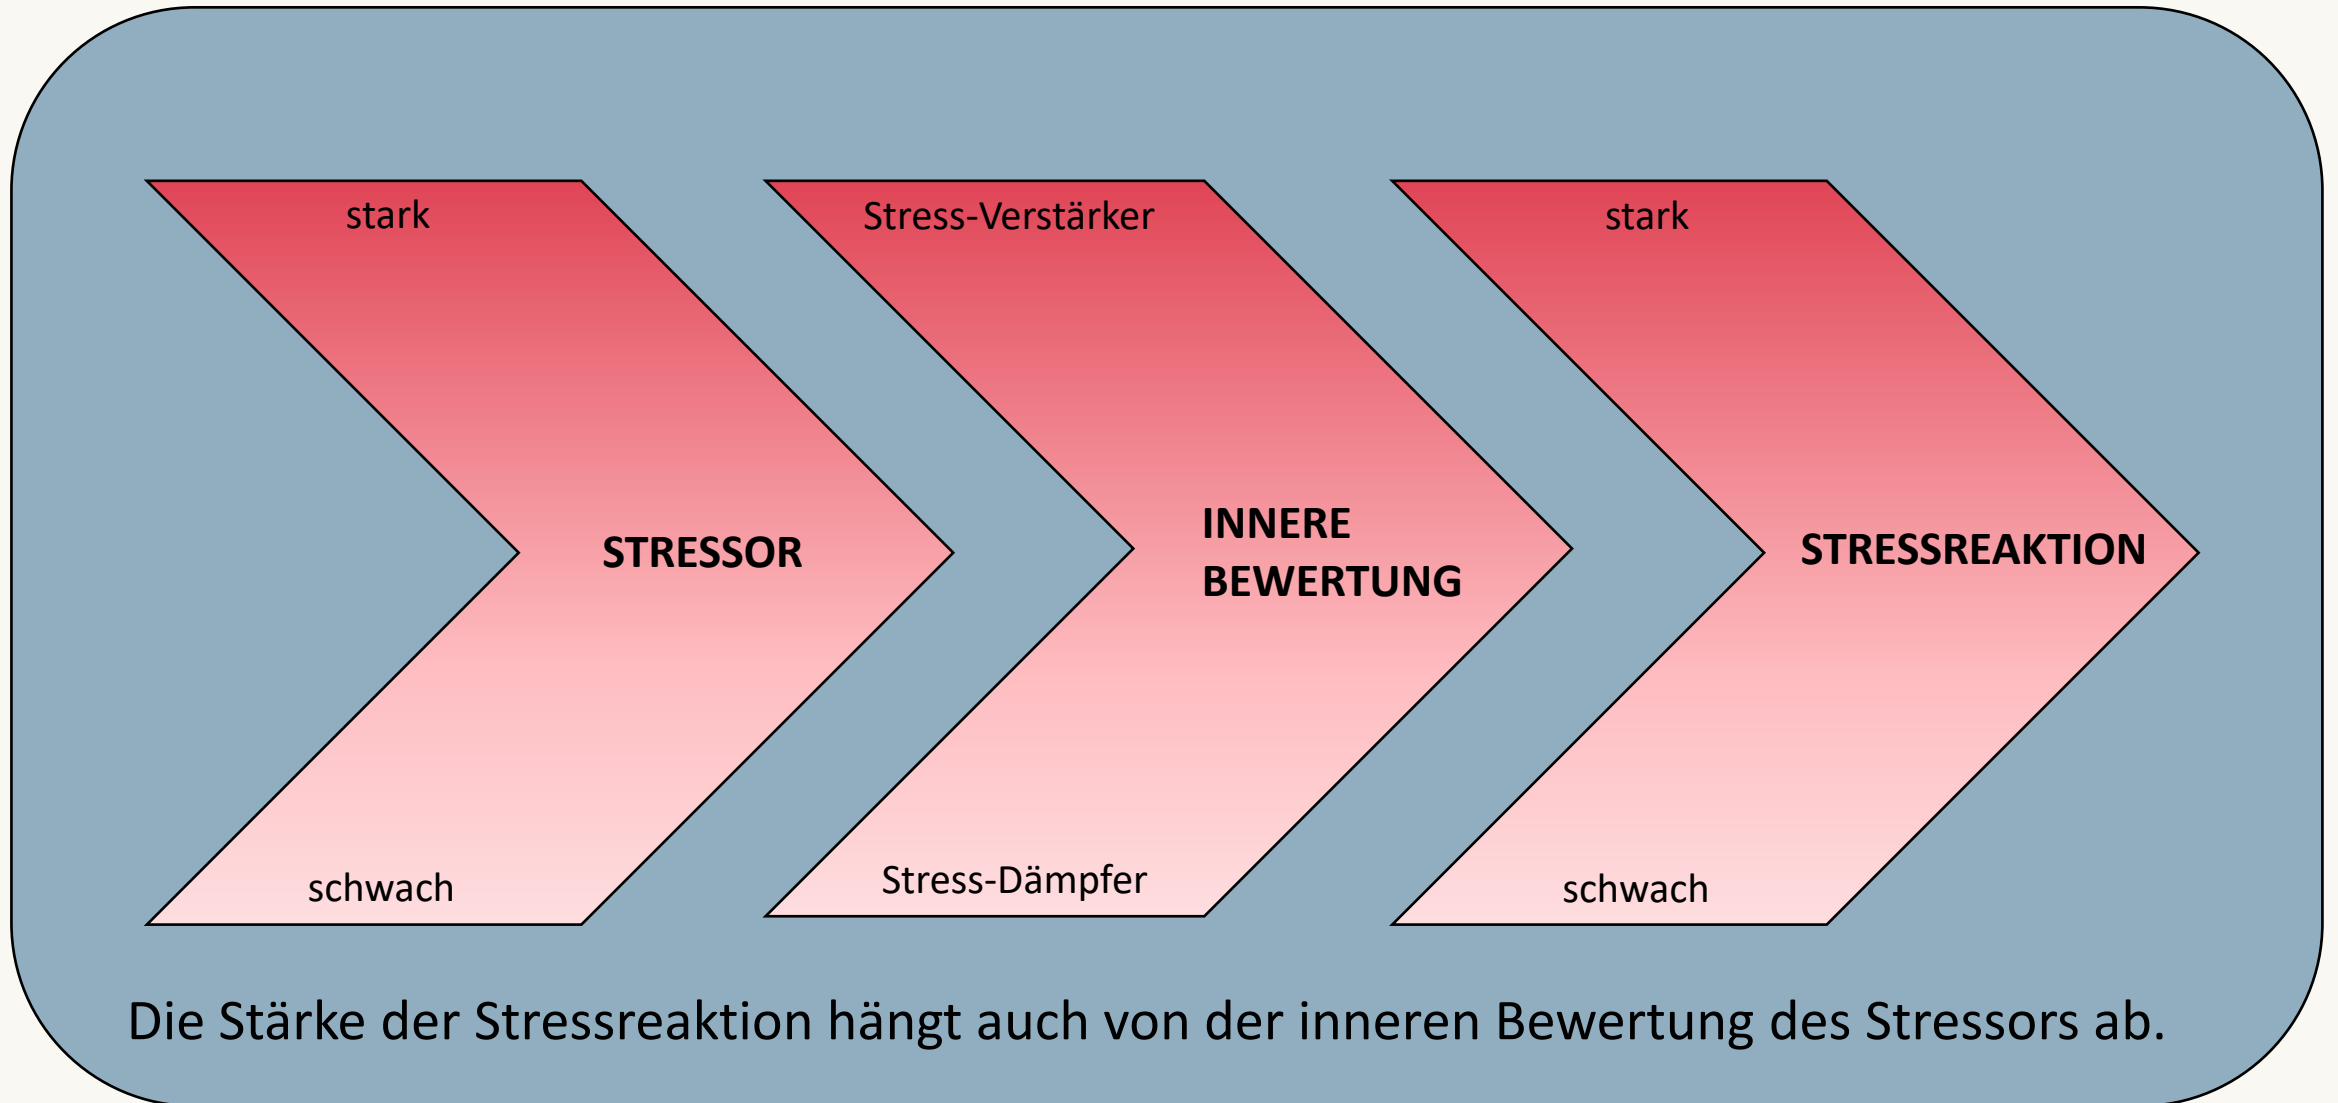 stark
STRESSOR
schwach
Stress-Verstärker
INNERE
BEWERTUNG
Stress-Dämpfer
stark
STRESSREAKTION
schwach
Die Stärke der Stressreaktion hängt auch von der inneren Bewertung des Stressors ab.